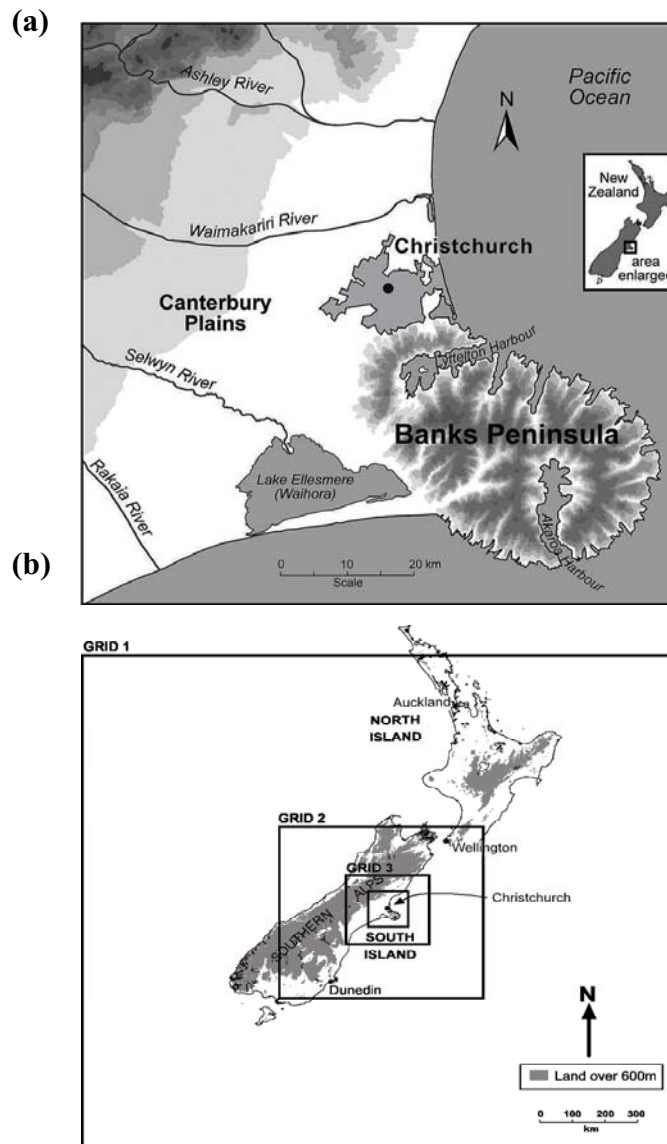 (a)
Ashley River
Pacific
Ocean
N
New
Zealand
area
enlarged
Waimakariri River
Christchurch
Canterbury
Plains
Lyttelton Harbour
Selwyn River
Banks Peninsula
Rakaia River
Lake Ellesmere
(Waihora)
Akaroa Harbour
0 10 20 km
Scale
(b)
GRID 1
Auckland
NORTH
ISLAND
GRID 2
Wellington
GRID 3
Christchurch
SOUTHERN ALPS
SOUTH
ISLAND
Dunedin
N
Land over 600m
0 100 200 300
km